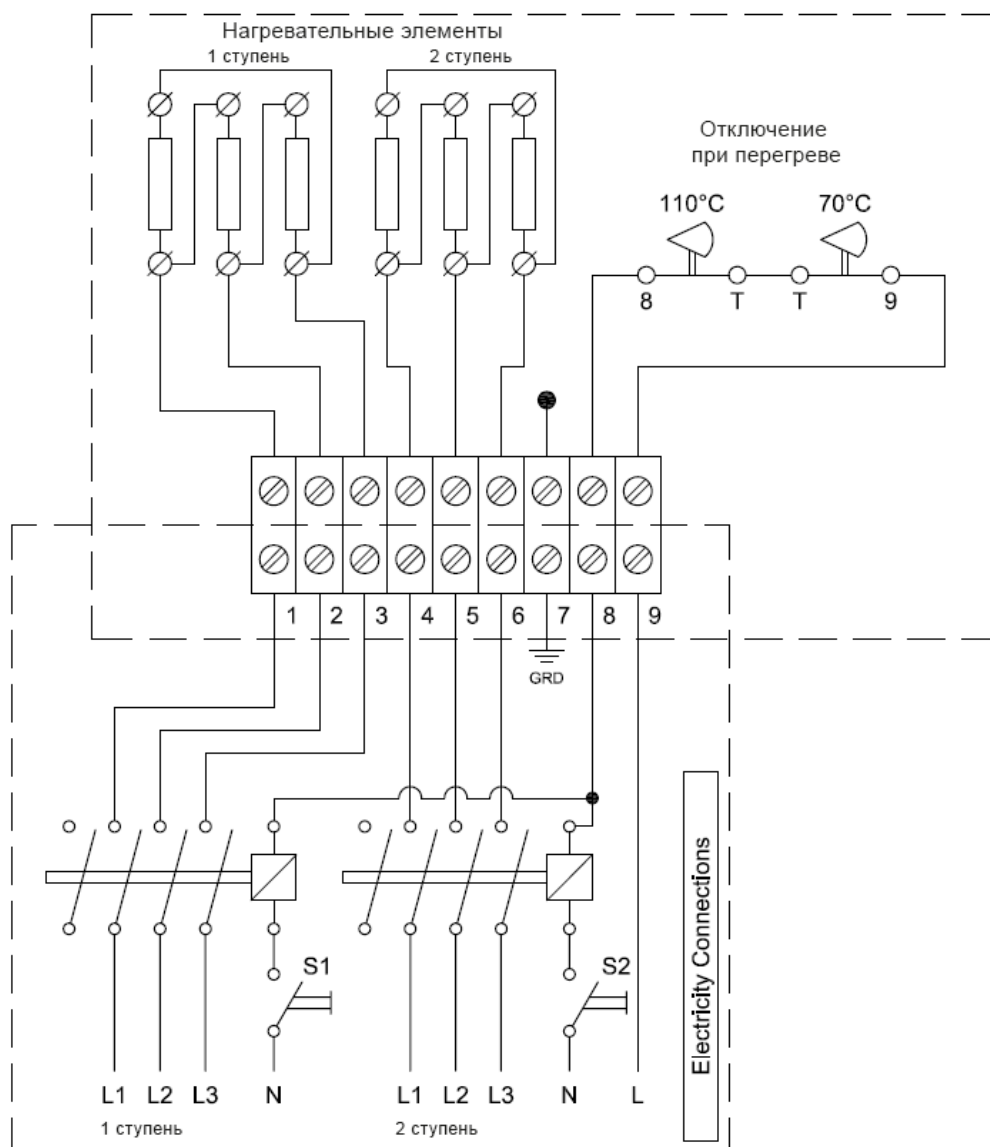 Нагревательные элементы
1 ступень
2 ступень
Отключение
при перегреве
110°C
70°C
8
T
T
9
1
2
3
4
5
6
7
8
9
GRD
S1
S2
Electricity Connections
L1
L2
L3
N
L1
L2
L3
N
L
1 ступень
2 ступень